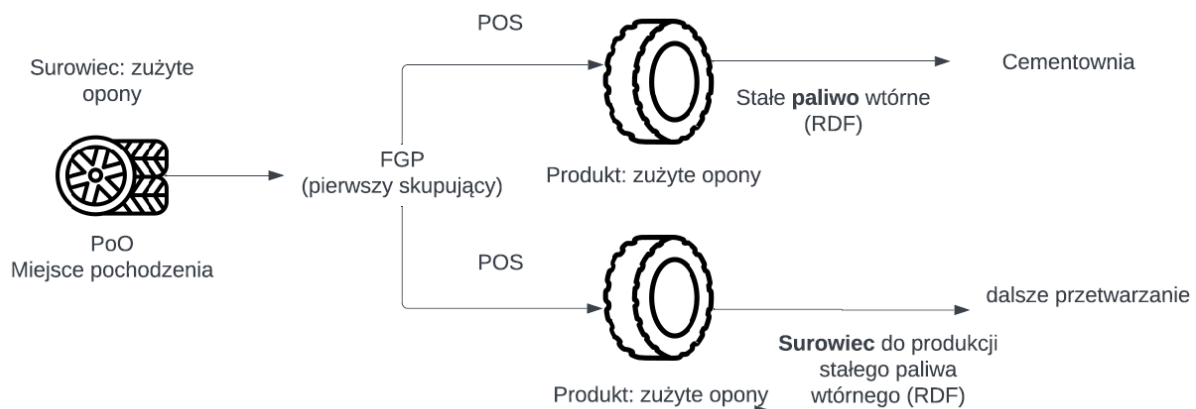 Surowiec: zużyte
opony
PoO
Miejsce pochodzenia
FGP
(pierwszy skupujący)
POS
Produkt: zużyte opony
Stałe paliwo wtórne
(RDF)
Cementownia
POS
Produkt: zużyte opony
Surowiec do produkcji
stałego paliwa
wtórnego (RDF)
dalsze przetwarzanie